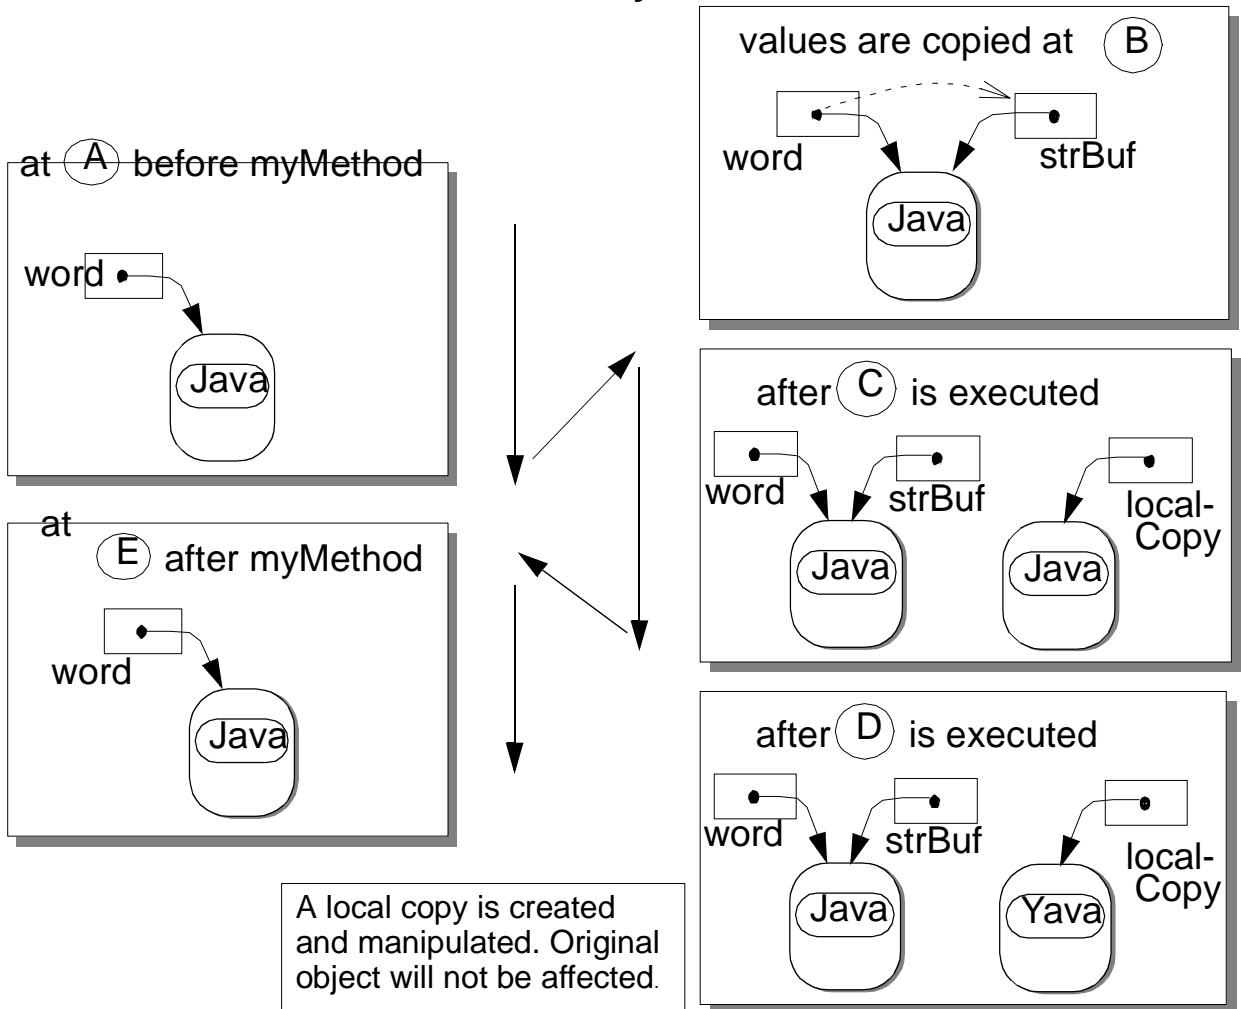 at A before myMethod
word
Java
at
E after myMethod
word
Java
values are copied at B
word
strBuf
Java
after C is executed
word
strBuf
local-
Copy
Java
Java
after D is executed
word
strBuf
local-
Copy
Java
Yava
A local copy is created
and manipulated. Original
object will not be affected.